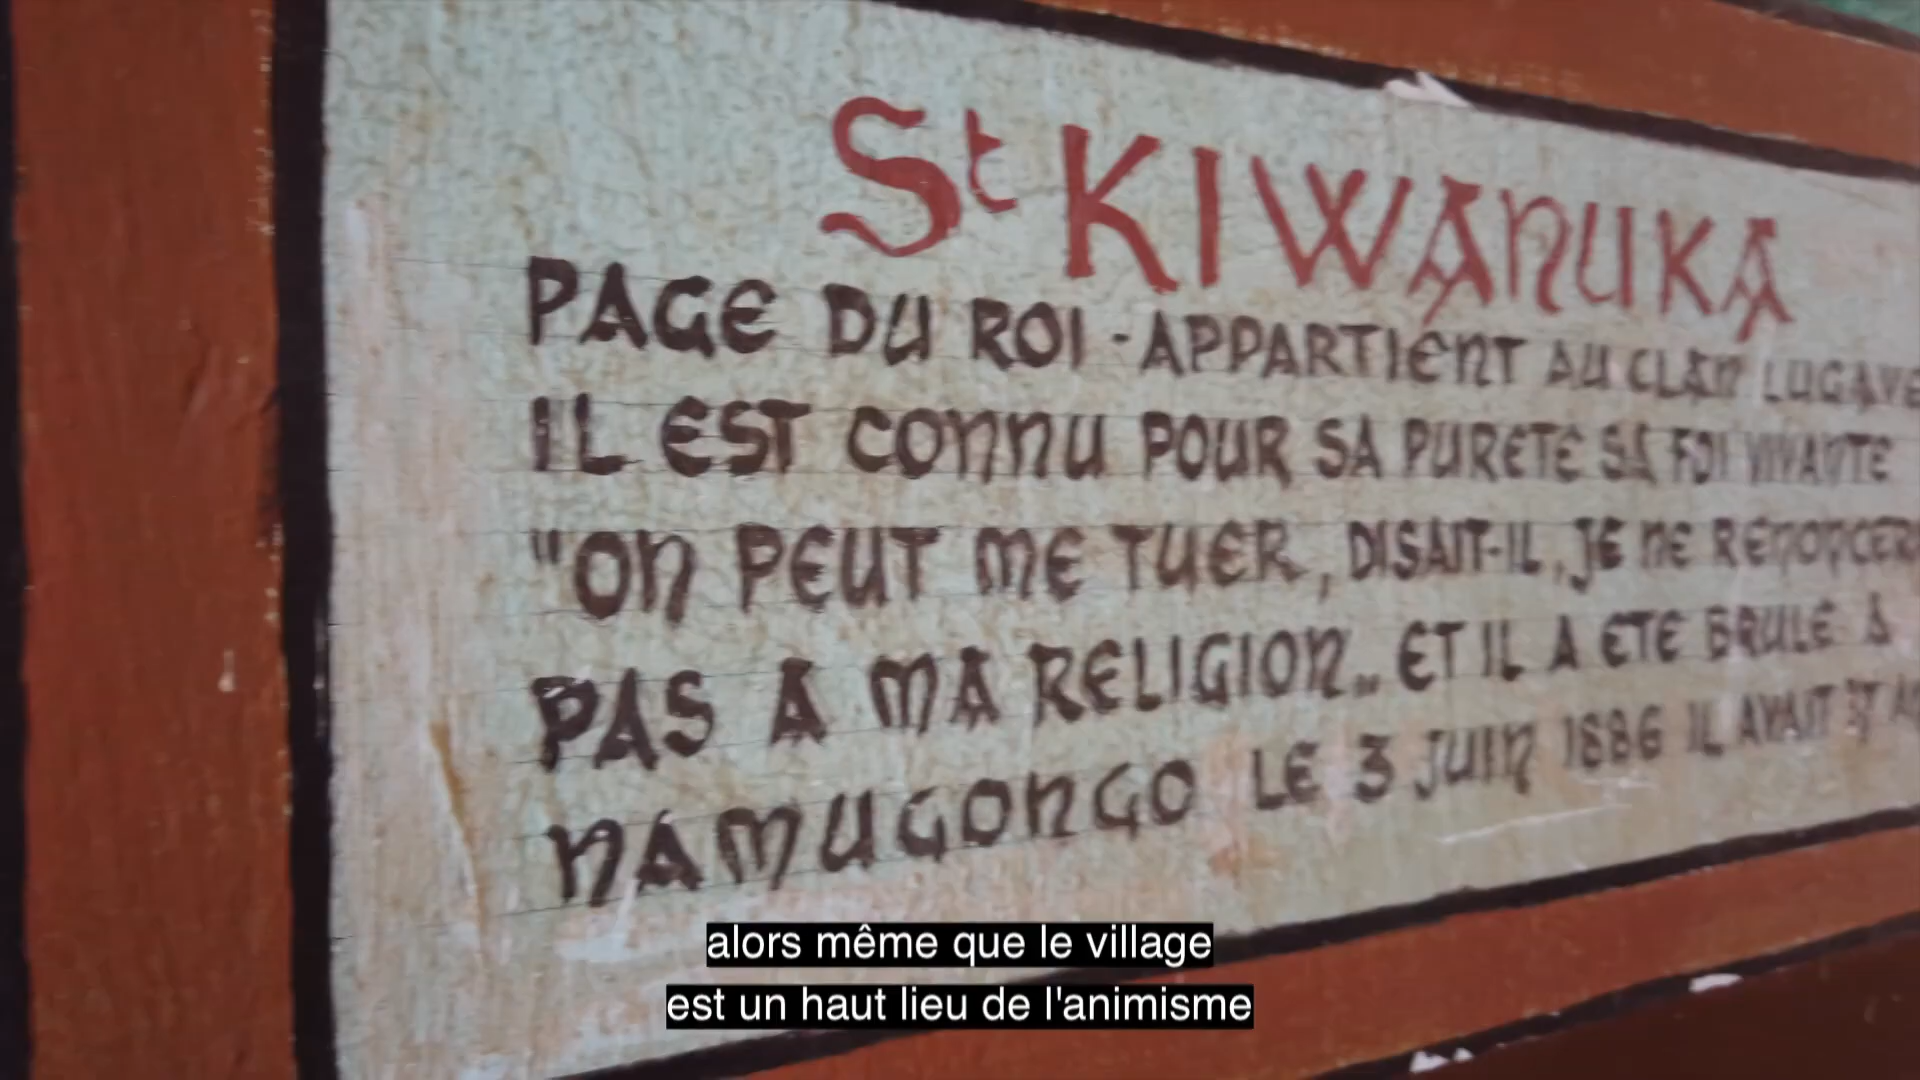 St KIWANUKA
PAGE DU ROI - APPARTIENT AU CLAN LUGAVE
IL EST CONNU POUR SA PURETE SA FOI VIVANTE
"ON PEUT ME TUER, DISAIT-IL, JE NE RENONCER
PAS A MA RELIGION.. ET IL A ETE BRULE A
NAMUGONGO LE 3 JUIN 1886 IL AVAIT
alors même que le village
est un haut lieu de l'animisme